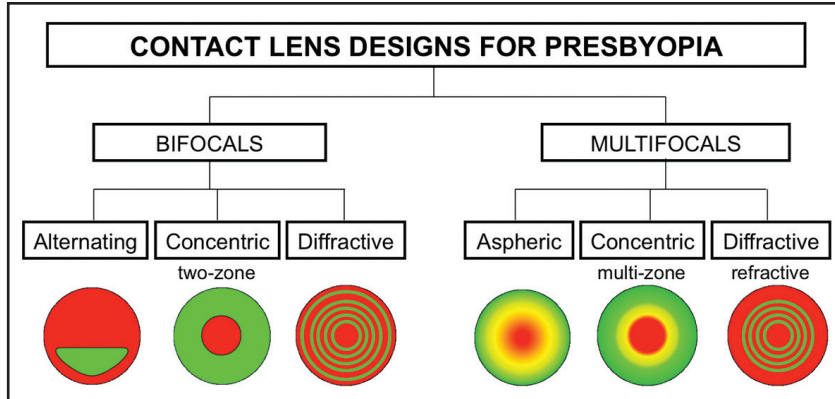 CONTACT LENS DESIGNS FOR PRESBYOPIA
BIFOCALS
MULTIFOCALS
Alternating
Concentric
Diffractive
Aspheric
Concentric
Diffractive
two-zone
multi-zone
refractive